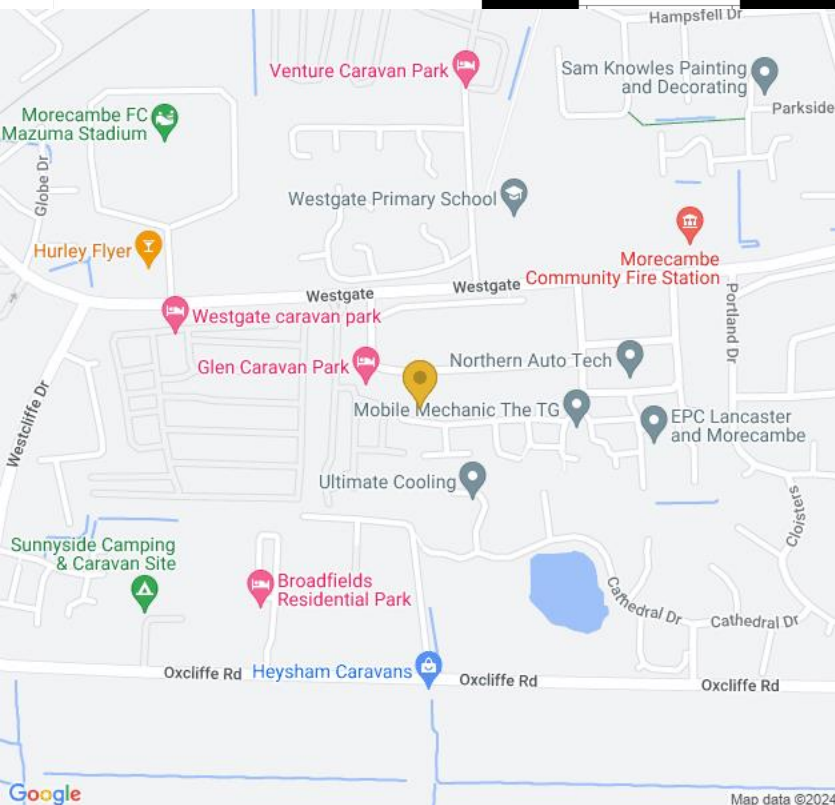 Hampsfell Dr
Venture Caravan Park
Sam Knowles Painting
and Decorating
Morecambe FC
Mazuma Stadium
Parkside
Globe Dr
Westgate Primary School
Hurley Flyer
Morecambe
Community Fire Station
Westgate
Westgate
Portland Dr
Westgate caravan park
Glen Caravan Park
Northern Auto Tech
Mobile Mechanic The TG
EPC Lancaster
and Morecambe
Westcliffe Dr
Ultimate Cooling
Cloisters
Sunnyside Camping
& Caravan Site
Broadfields
Residential Park
Cathedral Dr
Cathedral Dr
Oxcliffe Rd
Heysham Caravans
Oxcliffe Rd
Oxcliffe Rd
Google
Map data ©2024